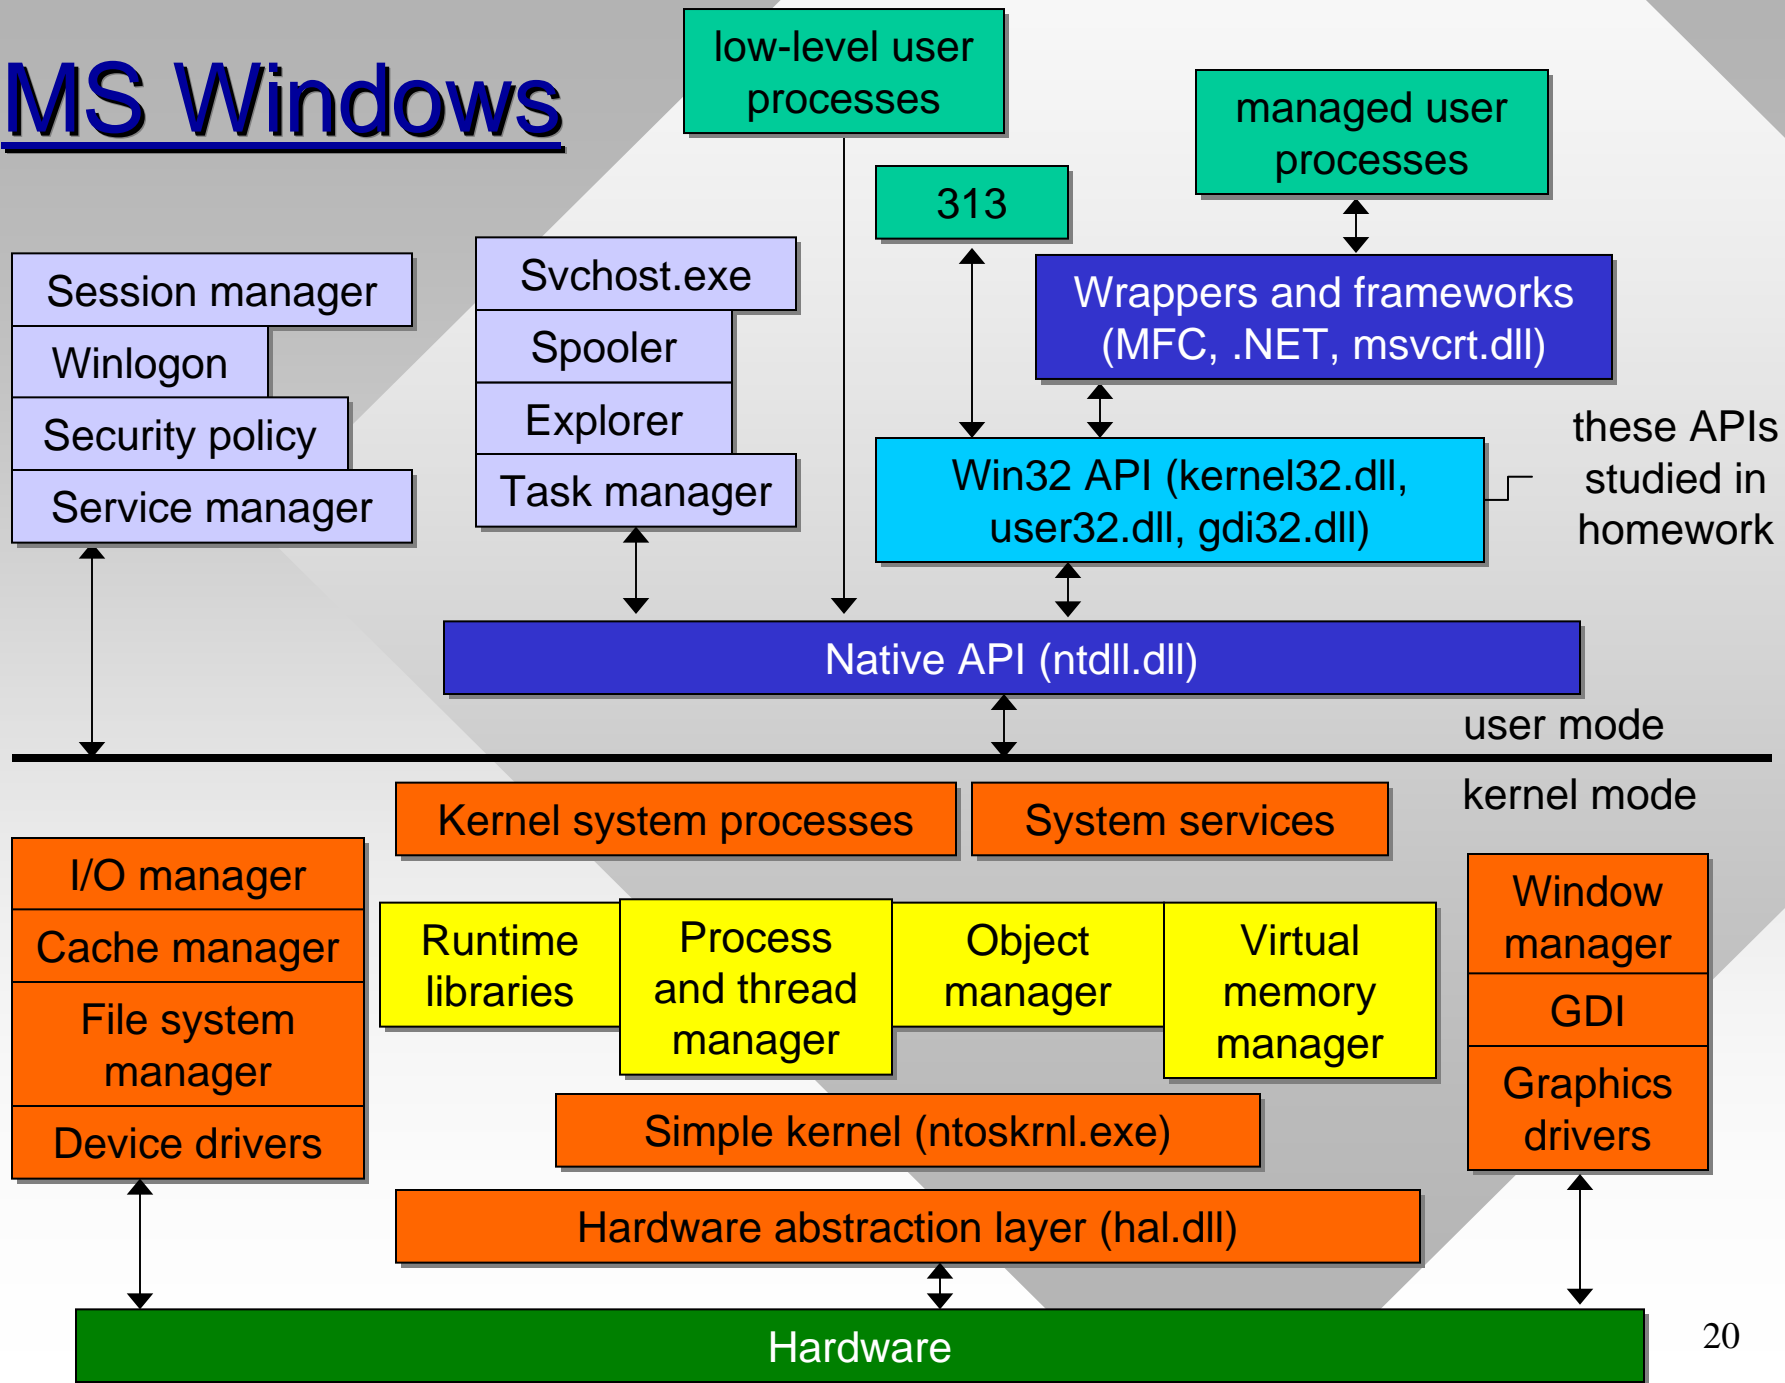 MS Windows
low-level user
processes
managed user
processes
313
Session manager
Winlogon
Security policy
Service manager
Svchost.exe
Spooler
Explorer
Task manager
Wrappers and frameworks
(MFC, .NET, msvcrt.dll)
Win32 API (kernel32.dll,
user32.dll, gdi32.dll)
these APIs
studied in
homework
Native API (ntdll.dll)
user mode
kernel mode
Kernel system processes
System services
I/O manager
Cache manager
File system
manager
Device drivers
Runtime
libraries
Process
and thread
manager
Object
manager
Virtual
memory
manager
Window
manager
GDI
Graphics
drivers
Simple kernel (ntoskrnl.exe)
Hardware abstraction layer (hal.dll)
Hardware
20